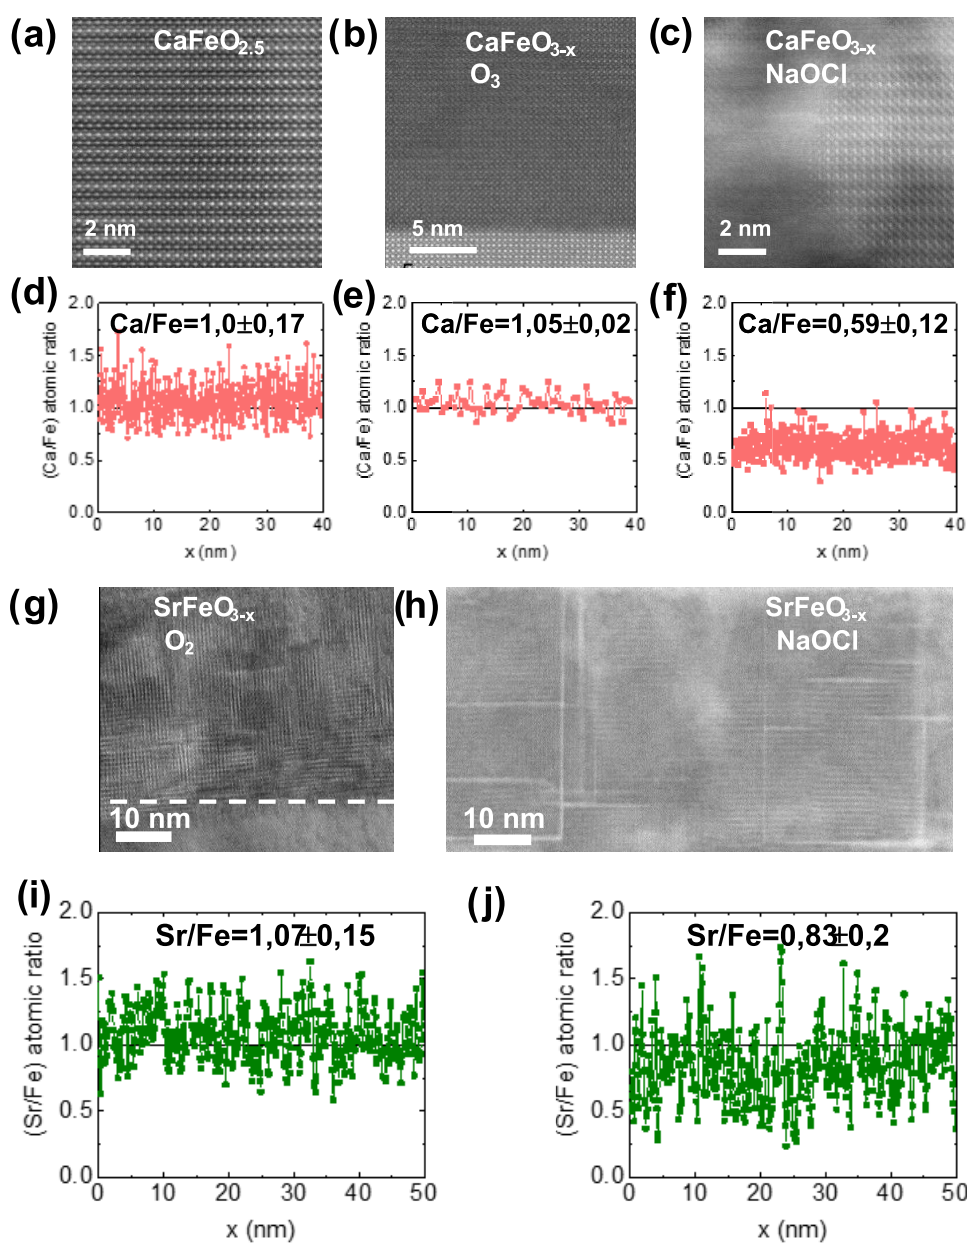 (a)
CaFeO2.5
2 nm
(b)
CaFeO3-x
O3
5 nm
(c)
CaFeO3-x
NaOCl
2 nm
(d)
Ca/Fe=1,0±0,17
(Ca/Fe) atomic ratio
2.0
1.5
1.0
0.5
0.0
0 10 20 30 40
x (nm)
(e)
Ca/Fe=1,05±0,02
(Ca/Fe) atomic ratio
2.0
1.5
1.0
0.5
0.0
0 10 20 30 40
x (nm)
(f)
Ca/Fe=0,59±0,12
(Ca/Fe) atomic ratio
2.0
1.5
1.0
0.5
0.0
0 10 20 30 40
x (nm)
(g)
SrFeO3-x
O2
10 nm
(h)
SrFeO3-x
NaOCl
10 nm
(i)
Sr/Fe=1,07±0,15
(Sr/Fe) atomic ratio
2.0
1.5
1.0
0.5
0.0
0 10 20 30 40 50
x (nm)
(j)
Sr/Fe=0,83±0,2
(Sr/Fe) atomic ratio
2.0
1.5
1.0
0.5
0.0
0 10 20 30 40 50
x (nm)